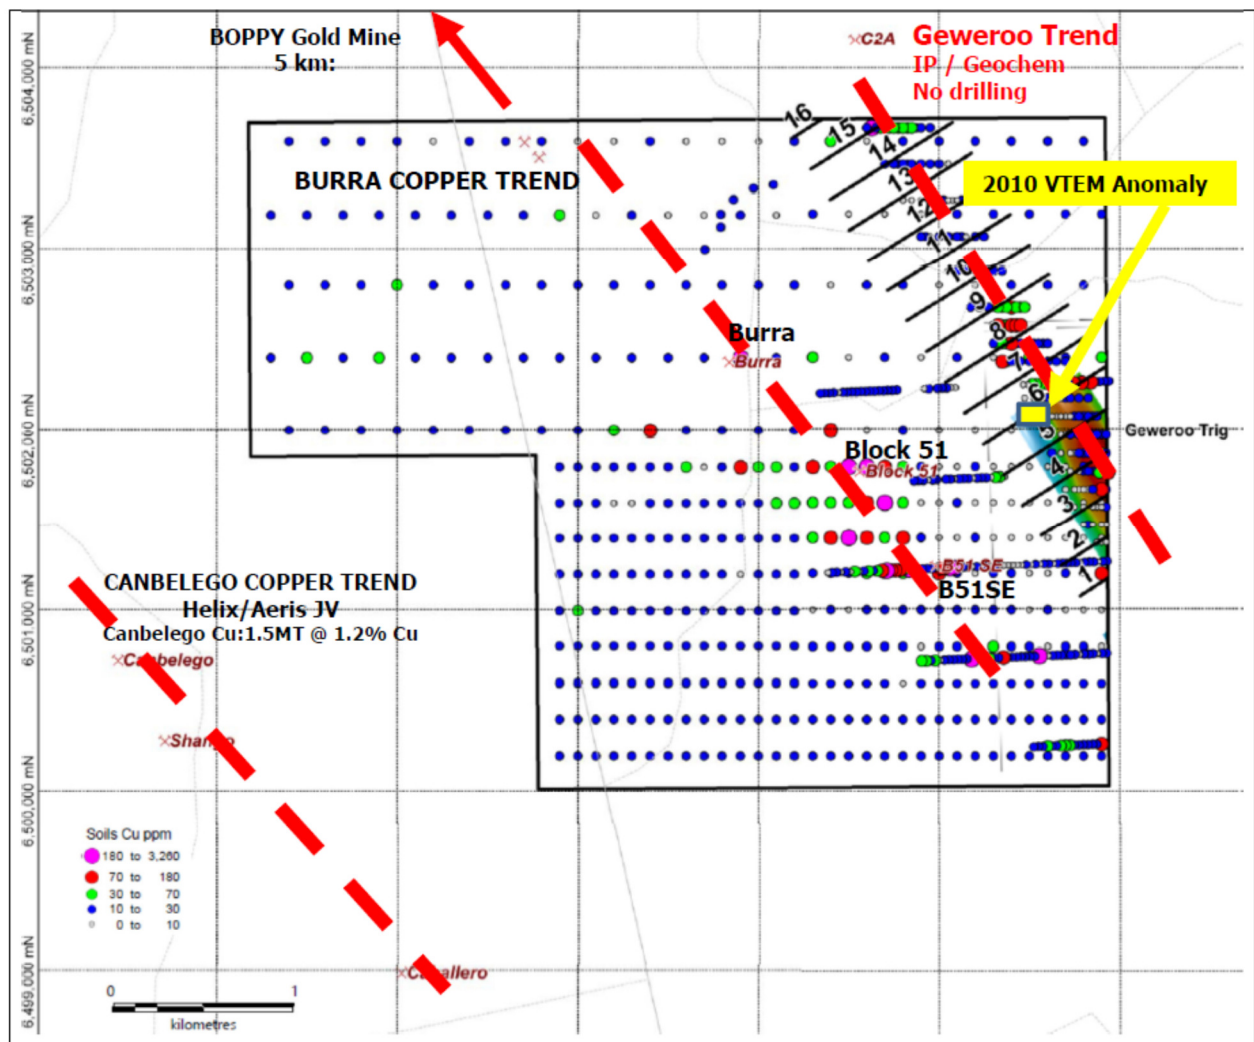 BOPPY Gold Mine
5 km:
C2A
Geweroo Trend
IP / Geochem
No drilling
6,504,000 mN
16
15
14
13
12
11
10
9
8
7
6
5
4
3
2
1
BURRA COPPER TREND
2010 VTEM Anomaly
6,503,000 mN
Burra
Burra
6,502,000 mN
Geweroo Trig
Block 51
Block 51
B51 SE
B51SE
CANBELEGO COPPER TREND
Helix/Aeris JV
Canbelego Cu:1.5MT @ 1.2% Cu
6,501,000 mN
Canbelego
Shango
6,500,000 mN
Soils Cu ppm
180 to 3,260
70 to 180
30 to 70
10 to 30
0 to 10
Caballero
6,499,000 mN
0 1
kilometres